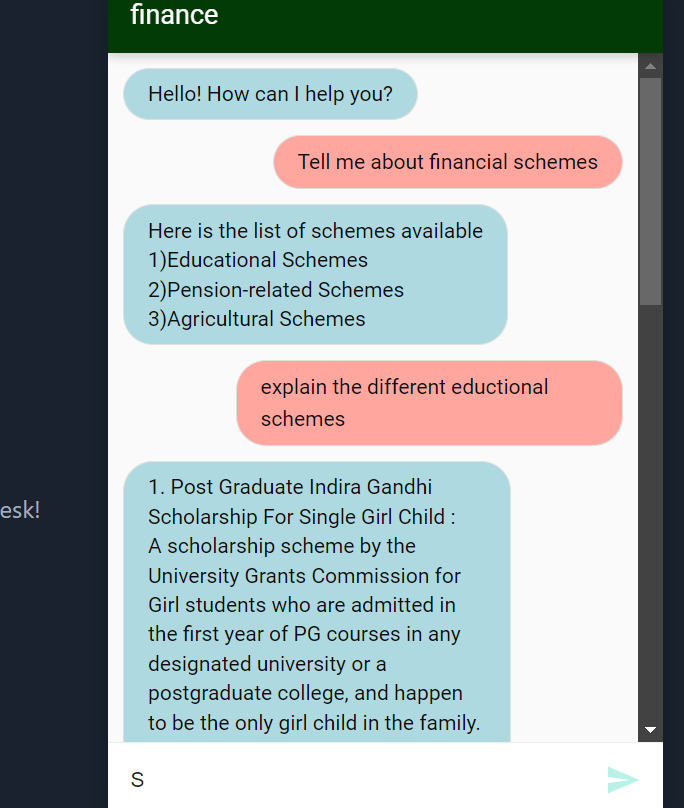 finance
Hello! How can I help you?
Tell me about financial schemes
Here is the list of schemes available
1)Educational Schemes
2)Pension-related Schemes
3)Agricultural Schemes
explain the different eductional
schemes
1. Post Graduate Indira Gandhi
Scholarship For Single Girl Child :
A scholarship scheme by the
University Grants Commission for
Girl students who are admitted in
the first year of PG courses in any
designated university or a
postgraduate college, and happen
to be the only girl child in the family.
esk!
S